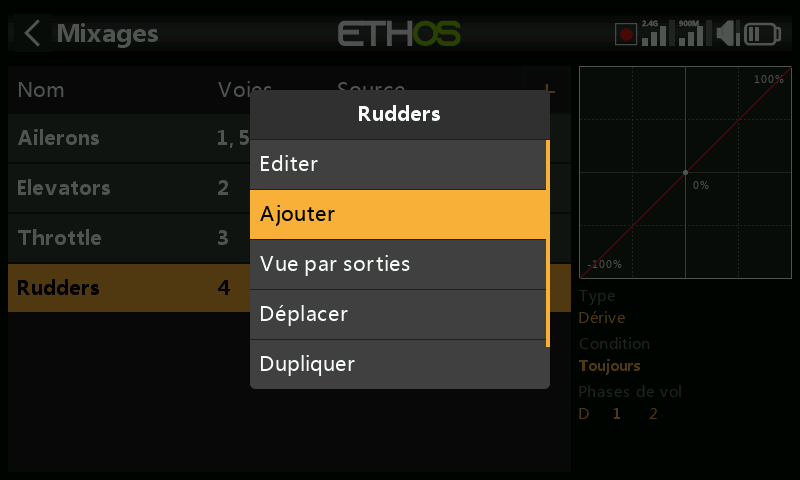 Mixages
ETHOS
2.4G
900M
Nom
Voies
Source
+
Ailerons
1, 5
Elevators
2
Throttle
3
Rudders
4
Rudders
Editer
Ajouter
Vue par sorties
Déplacer
Dupliquer
100%
0%
-100%
Type
Dérive
Condition
Toujours
Phases de vol
D 1 2